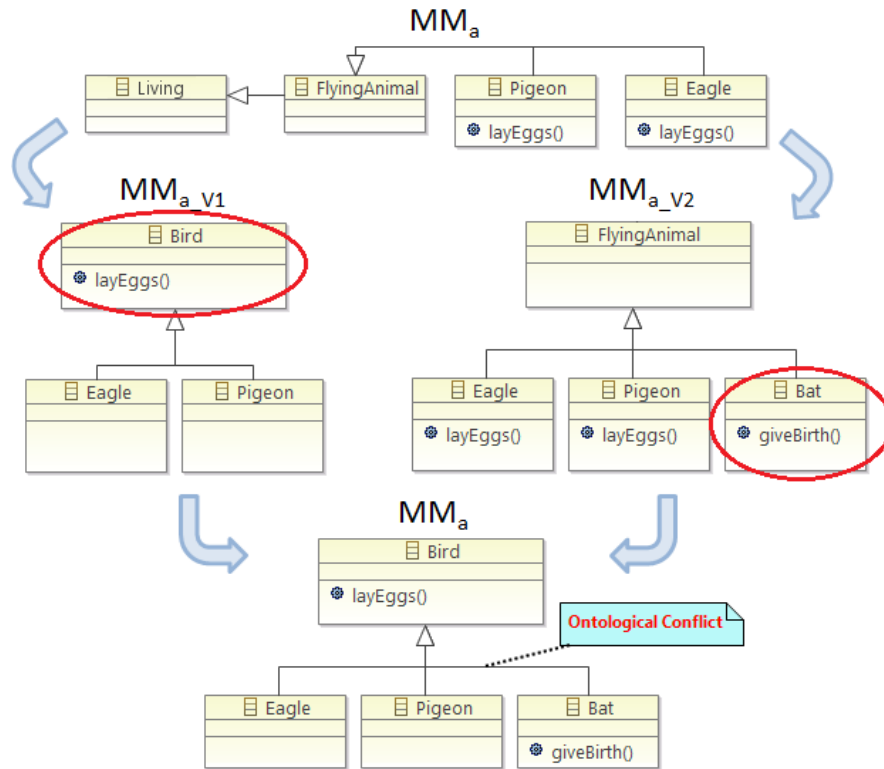 MMa
Living
FlyingAnimal
Pigeon
Eagle
layEggs()
layEggs()
MMa_V1
MMa_V2
Bird
layEggs()
FlyingAnimal
Eagle
Pigeon
Eagle
layEggs()
Pigeon
layEggs()
Bat
giveBirth()
MMa
Bird
layEggs()
Ontological Conflict
Eagle
Pigeon
Bat
giveBirth()